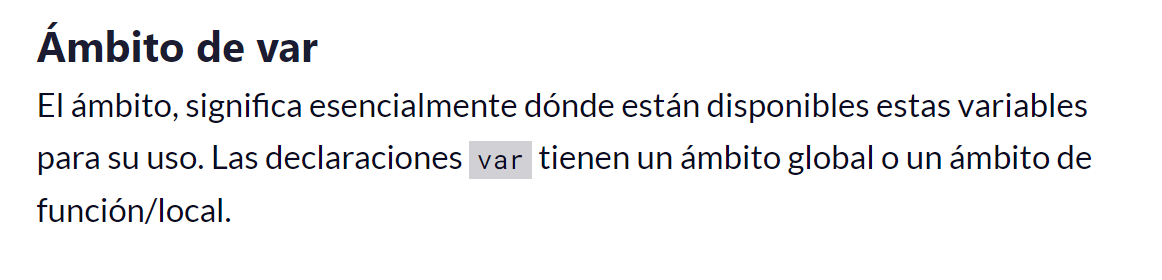 Ámbito de var
El ámbito, significa esencialmente dónde están disponibles estas variables
para su uso. Las declaraciones var tienen un ámbito global o un ámbito de
función/local.